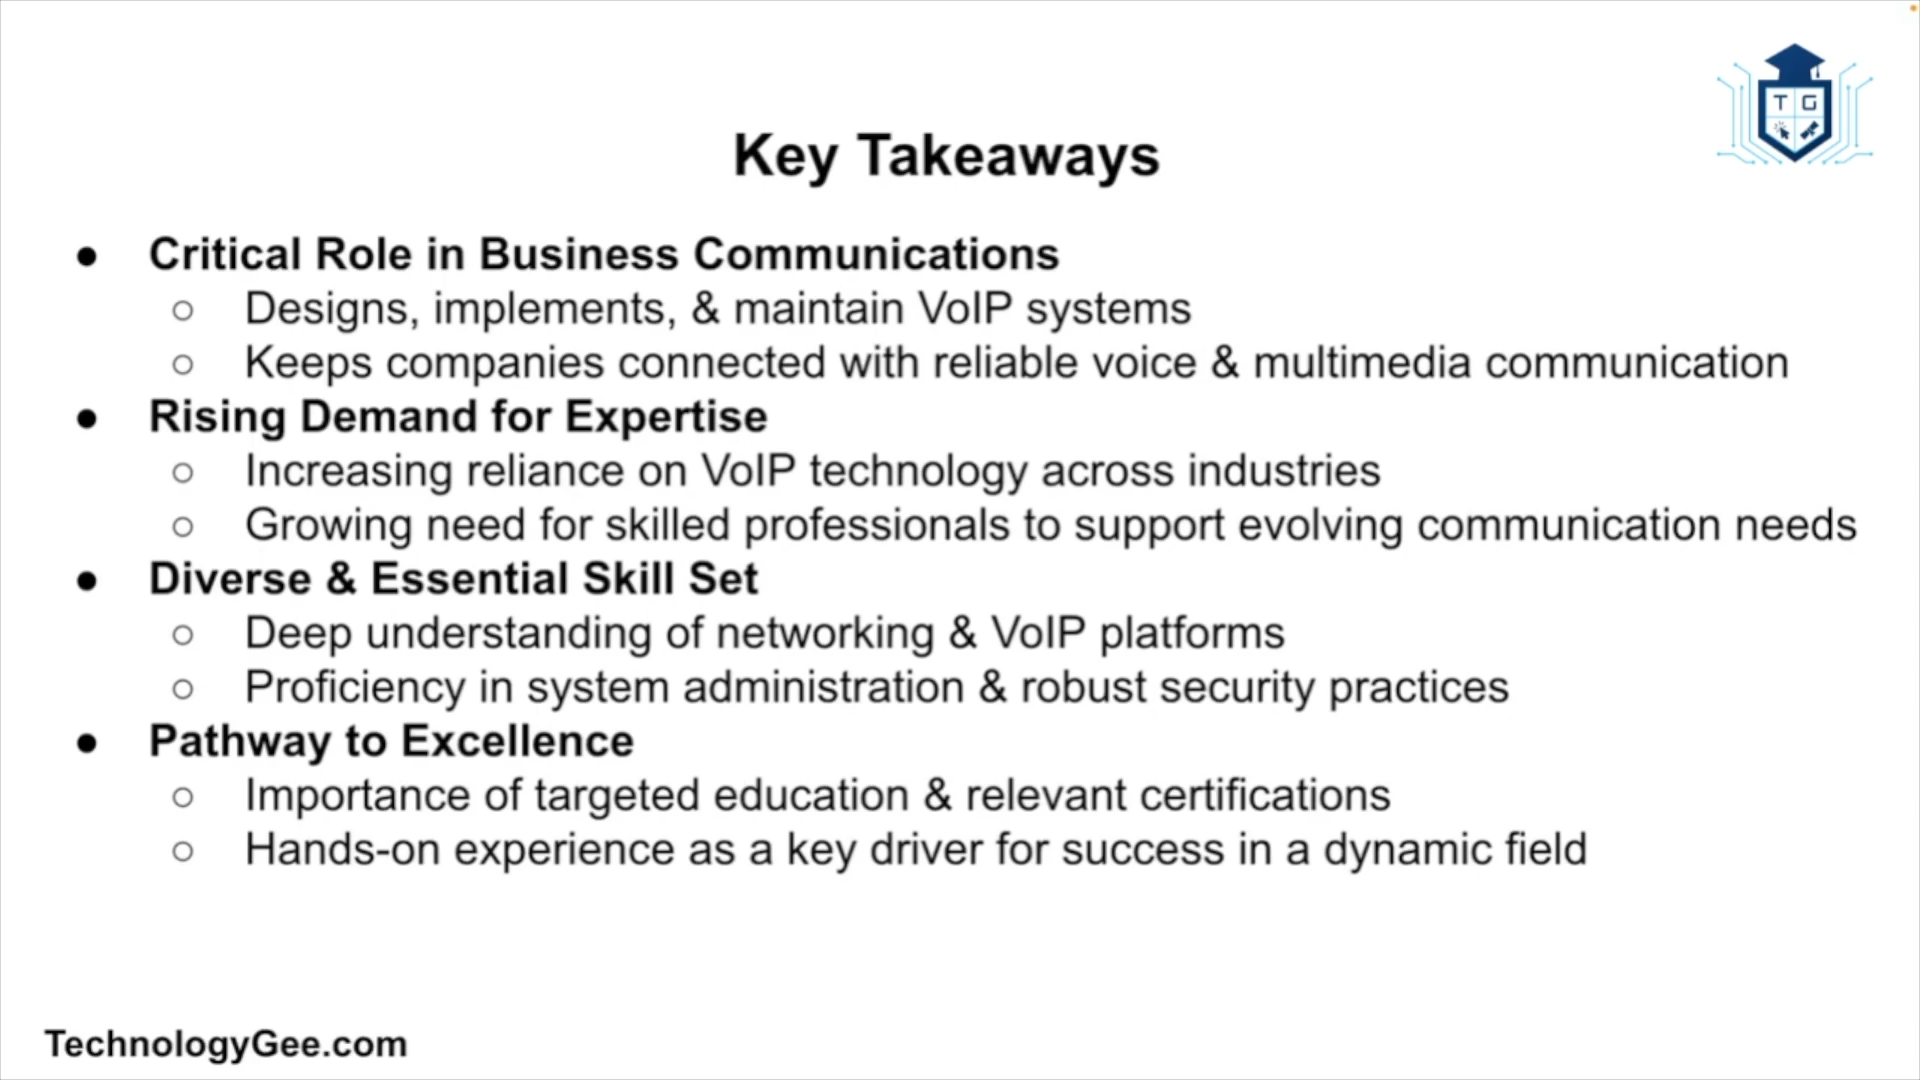 T G
Key Takeaways
● Critical Role in Business Communications
○ Designs, implements, & maintain VoIP systems
○ Keeps companies connected with reliable voice & multimedia communication
● Rising Demand for Expertise
○ Increasing reliance on VoIP technology across industries
○ Growing need for skilled professionals to support evolving communication needs
● Diverse & Essential Skill Set
○ Deep understanding of networking & VoIP platforms
○ Proficiency in system administration & robust security practices
● Pathway to Excellence
○ Importance of targeted education & relevant certifications
○ Hands-on experience as a key driver for success in a dynamic field
TechnologyGee.com